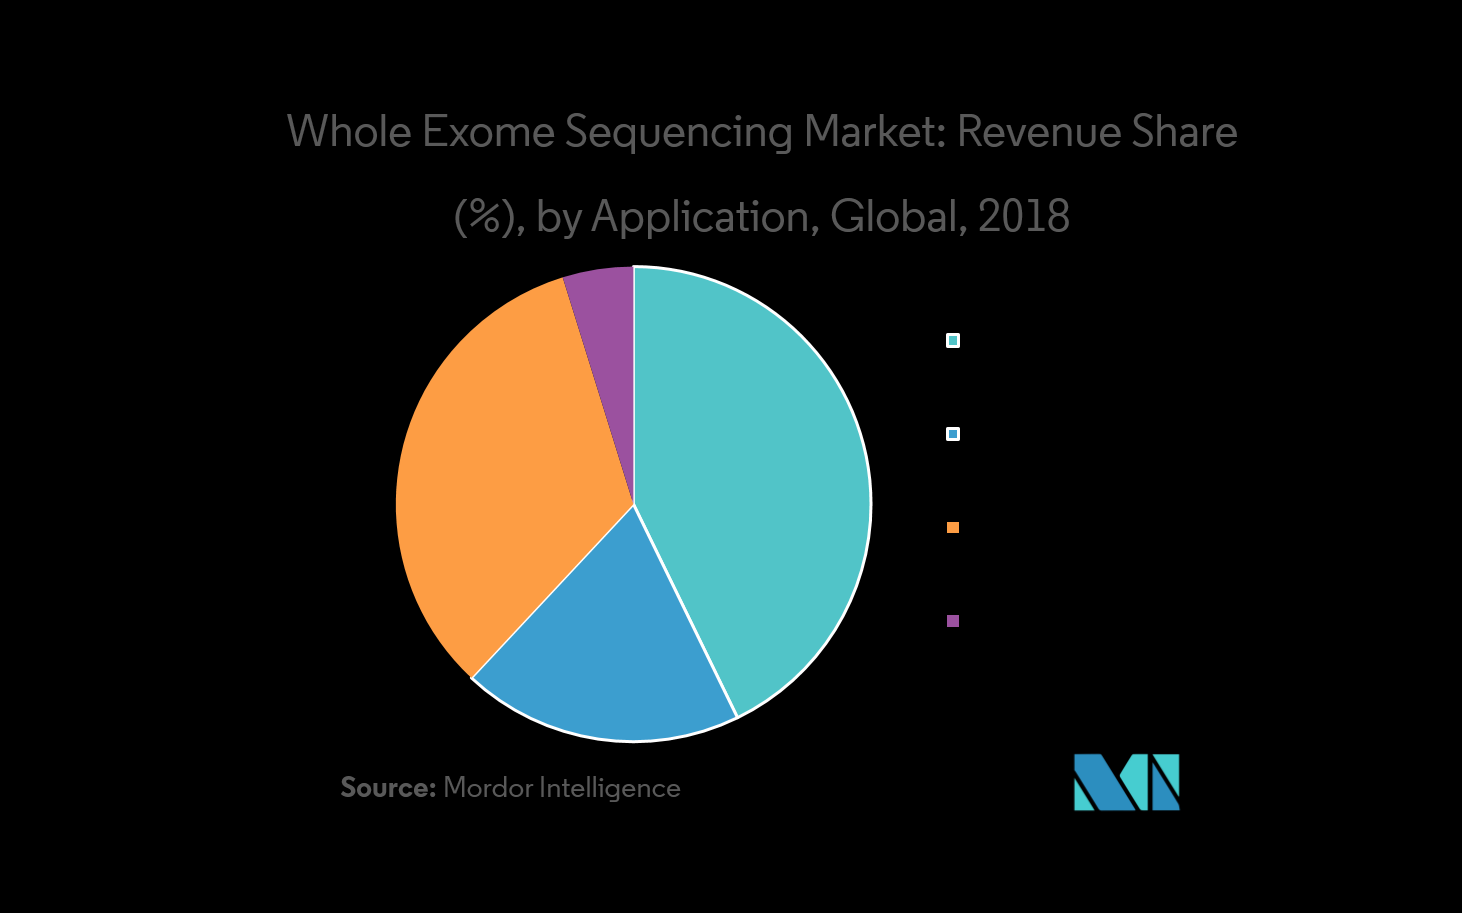 Whole Exome Sequencing Market: Revenue Share
(%), by Application, Global, 2018
Source: Mordor Intelligence